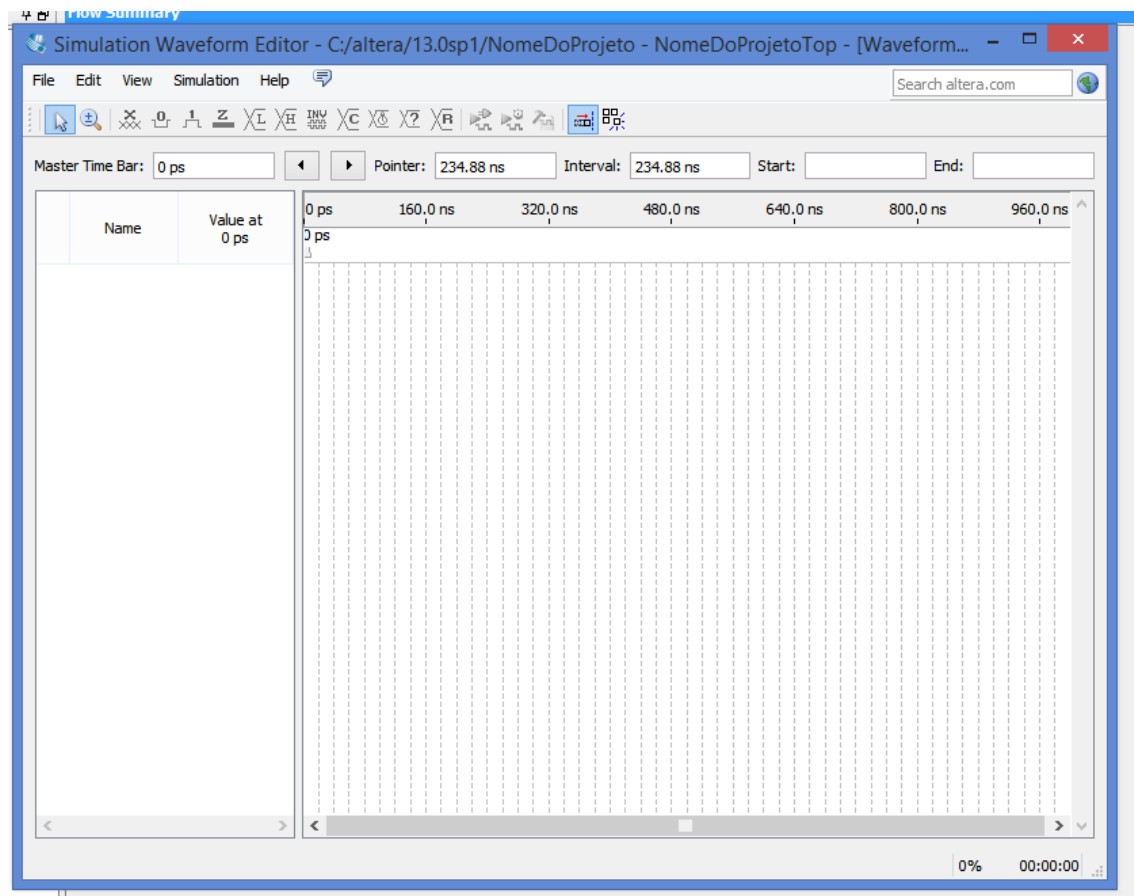 Flow Summary
Simulation Waveform Editor - C:/altera/13.0sp1/NomeDoProjeto - NomeDoProjetoTop - [Waveform...
File Edit View Simulation Help Search altera.com
Master Time Bar: 0 ps Pointer: 234.88 ns Interval: 234.88 ns Start: End:
Name Value at 0 ps
0 ps 160.0 ns 320.0 ns 480.0 ns 640.0 ns 800.0 ns 960.0 ns
0 ps
0% 00:00:00